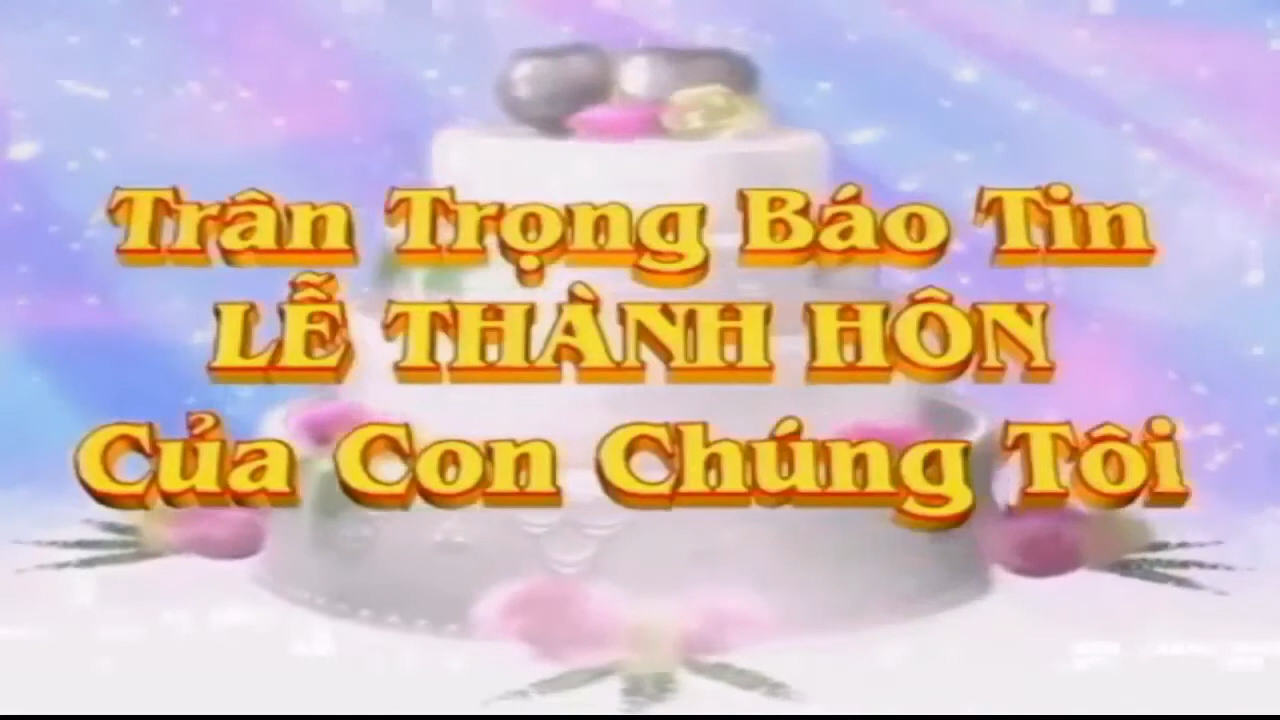 Trân Trọng Báo Tin
LỄ THÀNH HÔN
Của Con Chúng Tôi